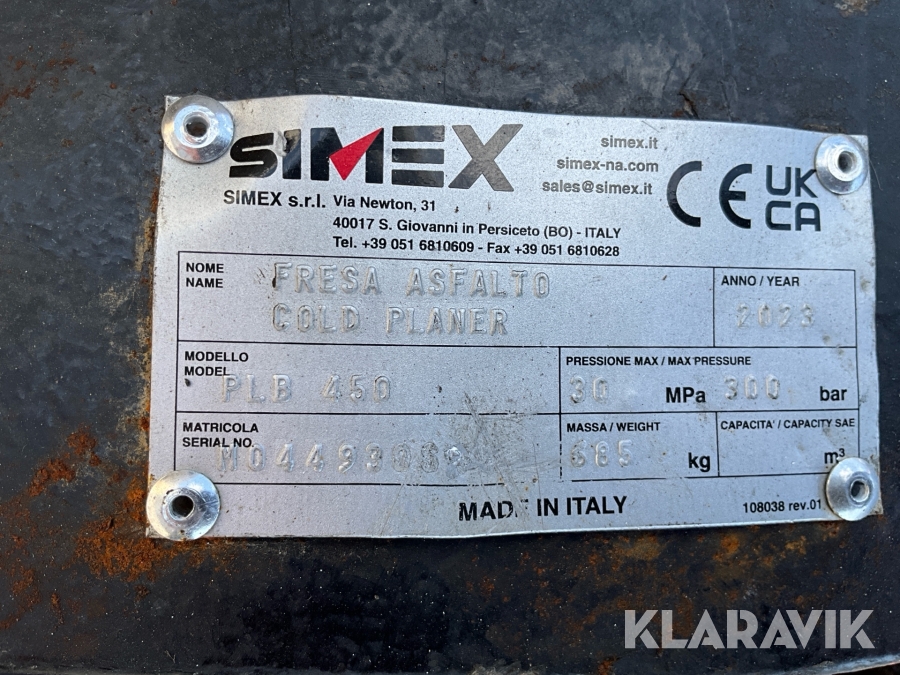 SIMEX
simex.it
simex-na.com
sales@simex.it
CE UK
CA
SIMEX s.r.l. Via Newton, 31
40017 S. Giovanni in Persiceto (BO) - ITALY
Tel. +39 051 6810609 - Fax +39 051 6810628
NOME
NAME
FRESA ASFALTO
COLD PLANER
ANNO / YEAR
2023
MODELLO
MODEL
PLB 450
PRESSIONE MAX / MAX PRESSURE
30 MPa 300 bar
MATRICOLA
SERIAL NO.
MASSA / WEIGHT
685 kg
CAPACITA' / CAPACITY SAE
m³
MADE IN ITALY
108038 rev.01
KLARAVIK